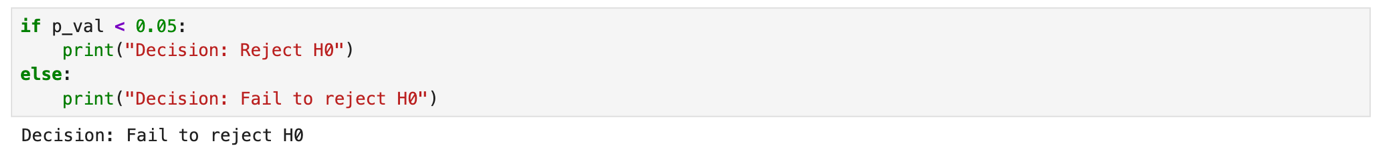 if p_val < 0.05:
    print("Decision: Reject H0")
else:
    print("Decision: Fail to reject H0")
Decision: Fail to reject H0